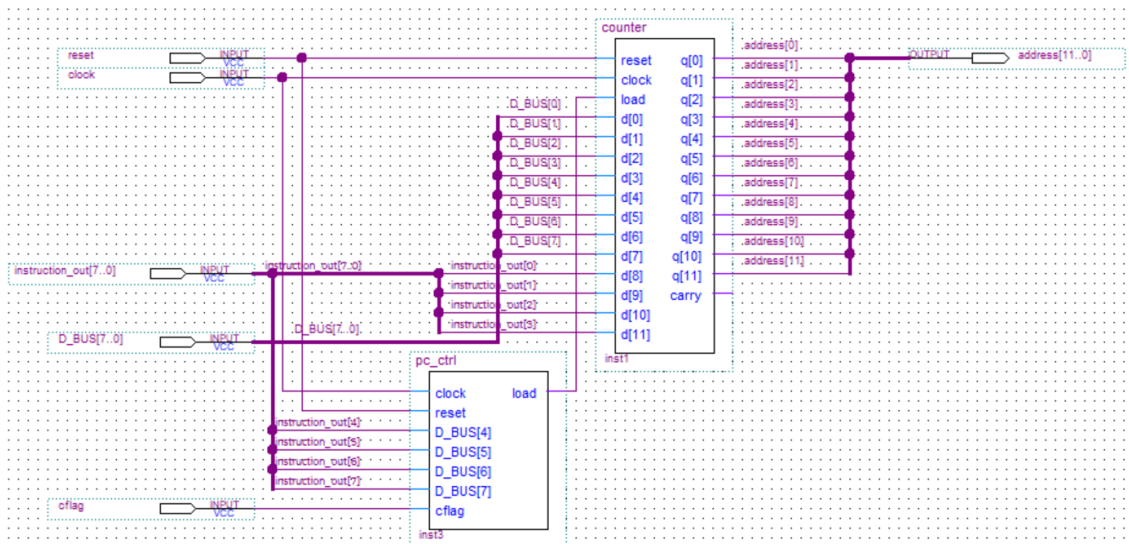 counter
reset INPUT VCC
clock INPUT VCC
reset q[0] .address[0]
clock q[1] .address[1]
load q[2] .address[2]
.D_BUS[0] d[0] q[3] .address[3]
.D_BUS[1] d[1] q[4] .address[4]
.D_BUS[2] d[2] q[5] .address[5]
.D_BUS[3] d[3] q[6] .address[6]
.D_BUS[4] d[4] q[7] .address[7]
.D_BUS[5] d[5] q[8] .address[8]
.D_BUS[6] d[6] q[9] .address[9]
.D_BUS[7] d[7] q[10] .address[10]
instruction_out[0] d[8] q[11] .address[11]
instruction_out[1] d[9] carry
instruction_out[2] d[10]
instruction_out[3] d[11]
inst1
OUTPUT address[11..0]
instruction_out[7..0] INPUT VCC instruction_out[7..0]
D_BUS[7..0] INPUT VCC D_BUS[7..0]
pc_ctrl
clock load
reset
instruction_out[4] D_BUS[4]
instruction_out[5] D_BUS[5]
instruction_out[6] D_BUS[6]
instruction_out[7] D_BUS[7]
cflag INPUT VCC cflag
inst3